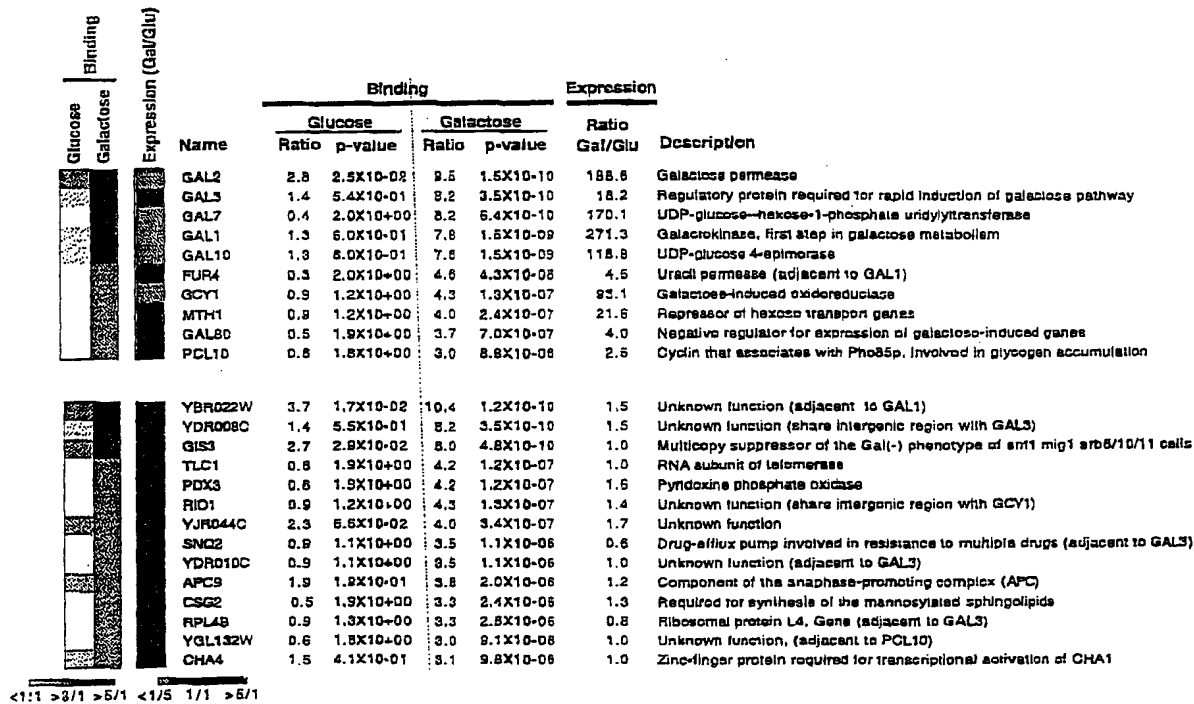 Binding
Glucose
Galactose
Expression (Gal/Glu)
Binding Expression
Glucose Galactose Ratio
Name Ratio p-value Ratio p-value Gal/Glu Description
GAL2 2.8 2.5X10-02 9.5 1.5X10-10 188.6 Galactose permease
GAL3 1.4 5.4X10-01 8.2 3.5X10-10 18.2 Regulatory protein required for rapid induction of galactose pathway
GAL7 0.4 2.0X10+00 8.2 6.4X10-10 170.1 UDP-glucose--hexose-1-phosphate uridylyltransferase
GAL1 1.3 6.0X10-01 7.8 1.5X10-09 271.3 Galactokinase, first step in galactose metabolism
GAL10 1.3 6.0X10-01 7.8 1.5X10-09 118.8 UDP-glucose 4-epimorase
FUR4 0.3 2.0X10+00 4.6 4.3X10-08 4.5 Uracil permease (adjacent to GAL1)
GCY1 0.9 1.2X10+00 4.3 1.3X10-07 93.1 Galactose-induced oxidoreductase
MTH1 0.9 1.2X10+00 4.0 2.4X10-07 21.6 Repressor of hexose transport genes
GAL80 0.5 1.9X10+00 3.7 7.0X10-07 4.0 Negative regulator for expression of galactose-induced genes
PCL10 0.6 1.8X10+00 3.0 8.8X10-06 2.5 Cyclin that associates with Pho85p, involved in glycogen accumulation
YBR022W 3.7 1.7X10-02 10.4 1.2X10-10 1.5 Unknown function (adjacent to GAL1)
YDR008C 1.4 5.5X10-01 8.2 3.5X10-10 1.5 Unknown function (share intergenic region with GAL3)
GIS3 2.7 2.8X10-02 8.0 4.8X10-10 1.0 Multicopy suppressor of the Gal(-) phenotype of snf1 mig1 srb8/10/11 cells
TLC1 0.6 1.9X10+00 4.2 1.2X10-07 1.0 RNA subunit of telomerase
PDX3 0.6 1.9X10+00 4.2 1.2X10-07 1.6 Pyridoxine phosphate oxidase
RIO1 0.9 1.2X10+00 4.3 1.3X10-07 1.4 Unknown function (share intergenic region with GCY1)
YJR044C 2.3 5.5X10-02 4.0 3.4X10-07 1.7 Unknown function
SNQ2 0.9 1.1X10+00 3.5 1.1X10-06 0.6 Drug-efflux pump involved in resistance to multiple drugs (adjacent to GAL3)
YDR010C 0.9 1.1X10+00 3.5 1.1X10-06 1.0 Unknown function (adjacent to GAL3)
APC9 1.9 1.9X10-01 3.8 2.0X10-06 1.2 Component of the anaphase-promoting complex (APC)
CSG2 0.5 1.9X10+00 3.3 2.4X10-06 1.3 Required for synthesis of the mannosylated sphingolipids
RPL4B 0.9 1.3X10+00 3.3 2.6X10-06 0.8 Ribosomal protein L4, Gene (adjacent to GAL3)
YGL132W 0.6 1.8X10+00 3.0 9.1X10-06 1.0 Unknown function, (adjacent to PCL10)
CHA4 1.5 4.1X10-01 3.1 9.8X10-06 1.0 Zinc-finger protein required for transcriptional activation of CHA1
<1:1 >3/1 >5/1 <1/5 1/1 >5/1